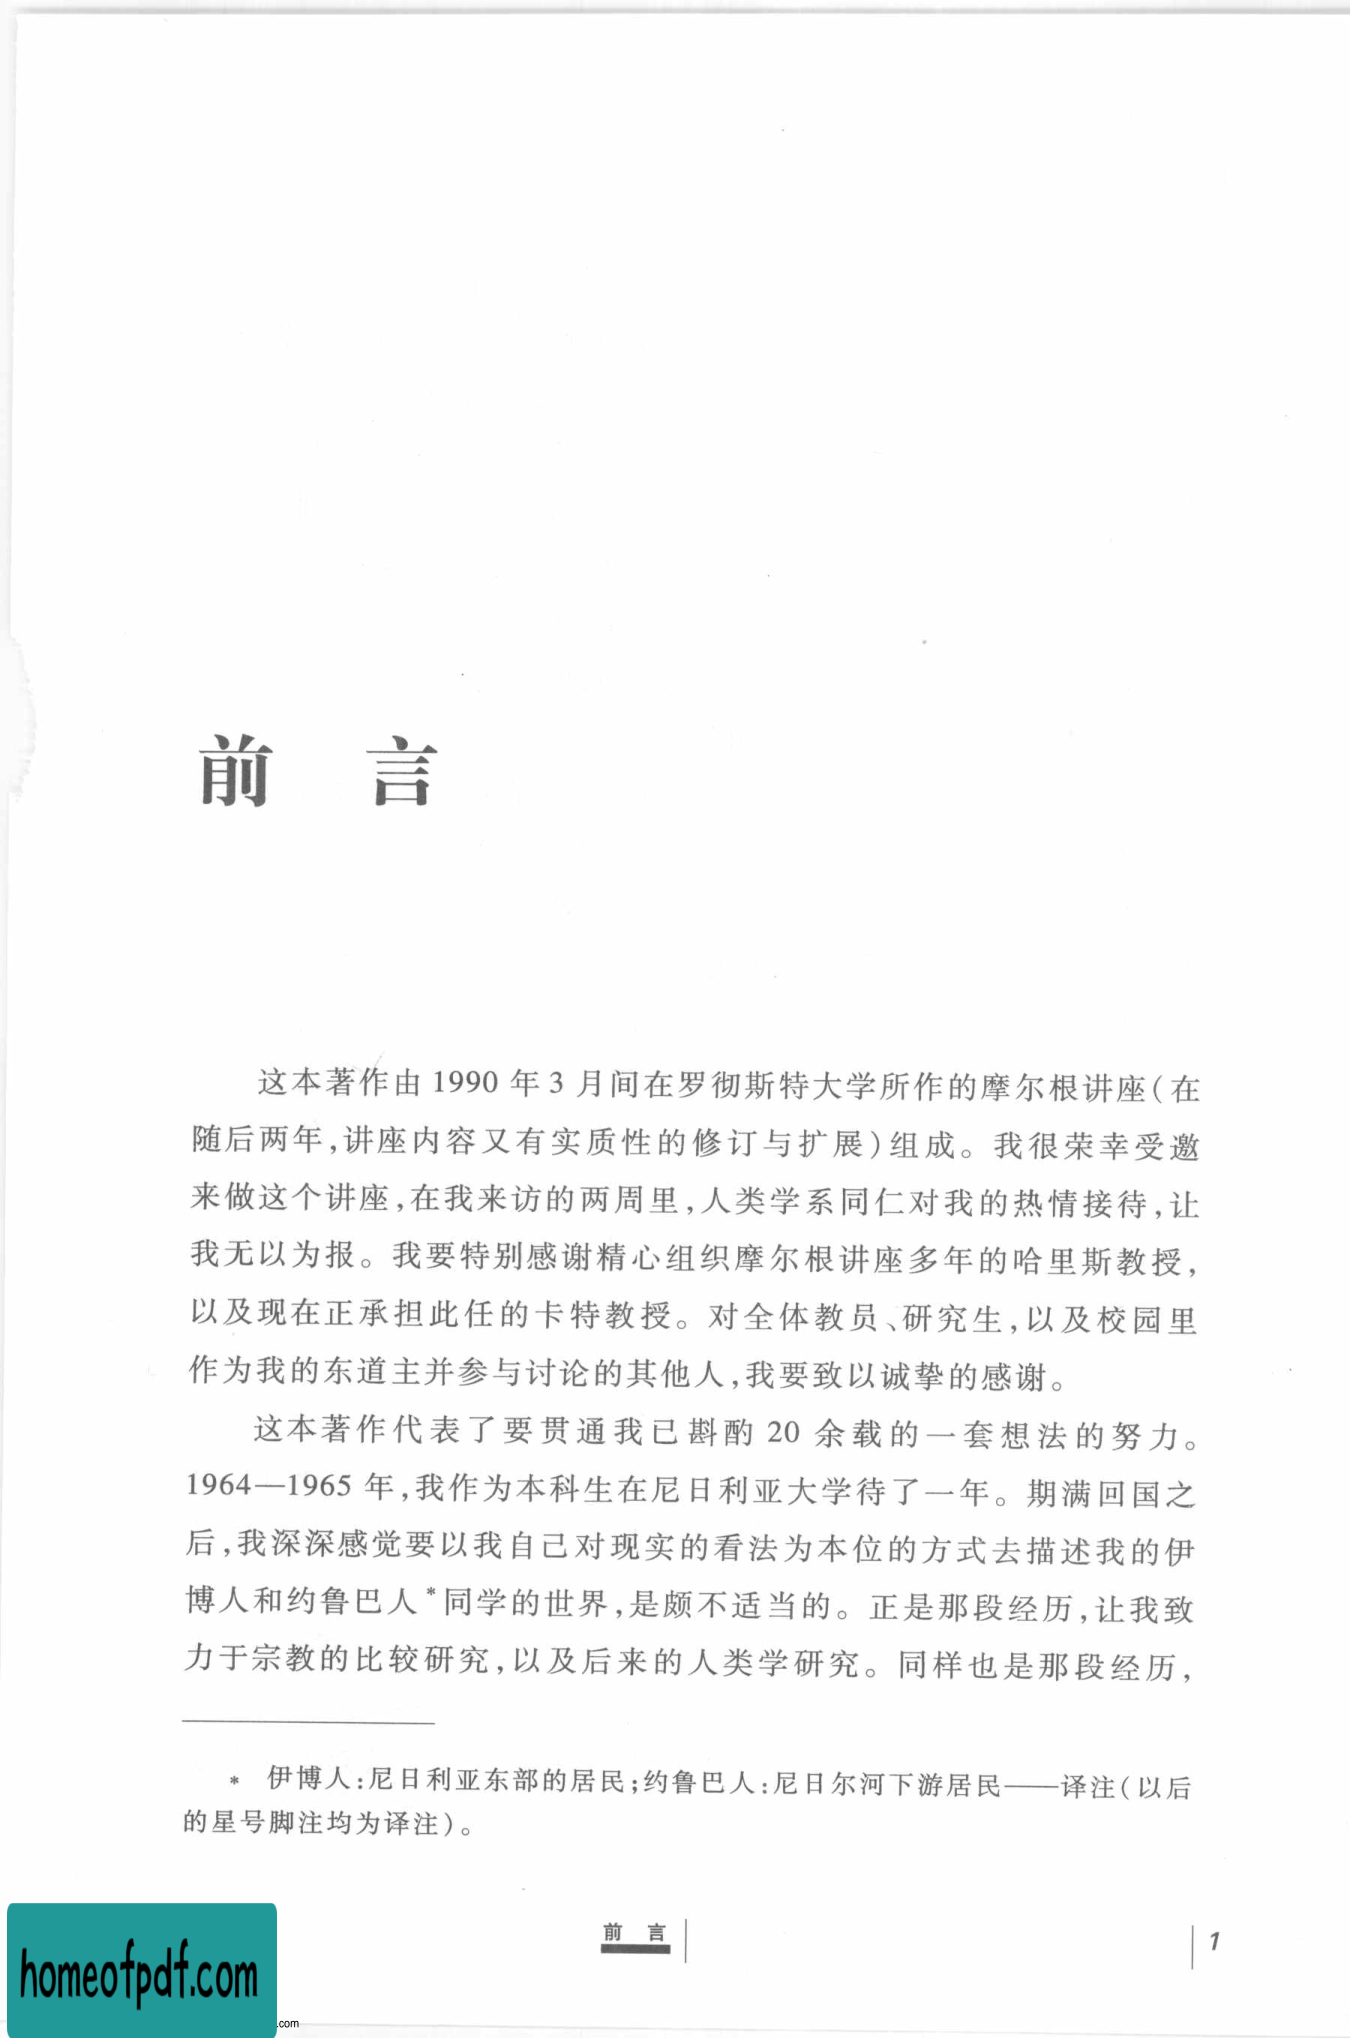 前 言
这本著作由 1990 年 3 月间在罗彻斯特大学所作的摩尔根讲座(在
随后两年,讲座内容又有实质性的修订与扩展)组成。我很荣幸受邀
来做这个讲座,在我来访的两周里,人类学系同仁对我的热情接待,让
我无以为报。我要特别感谢精心组织摩尔根讲座多年的哈里斯教授,
以及现在正承担此任的卡特教授。对全体教员、研究生,以及校园里
作为我的东道主并参与讨论的其他人,我要致以诚挚的感谢。
这本著作代表了要贯通我已斟酌 20 余载的一套想法的努力。
1964—1965 年,我作为本科生在尼日利亚大学待了一年。期满回国之
后,我深深感觉要以我自己对现实的看法为本位的方式去描述我的伊
博人和约鲁巴人*同学的世界,是颇不适当的。正是那段经历,让我致
力于宗教的比较研究,以及后来的人类学研究。同样也是那段经历,
* 伊博人:尼日利亚东部的居民;约鲁巴人:尼日尔河下游居民——译注(以后
的星号脚注均为译注)。
前 言
1
homeofpdf.com
.com